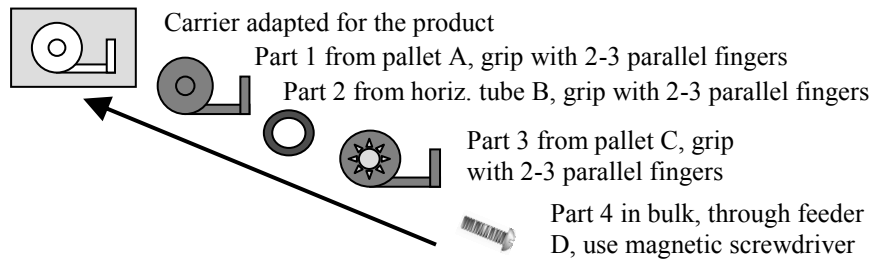 Carrier adapted for the product
Part 1 from pallet A, grip with 2-3 parallel fingers
Part 2 from horiz. tube B, grip with 2-3 parallel fingers
Part 3 from pallet C, grip
with 2-3 parallel fingers
Part 4 in bulk, through feeder
D, use magnetic screwdriver